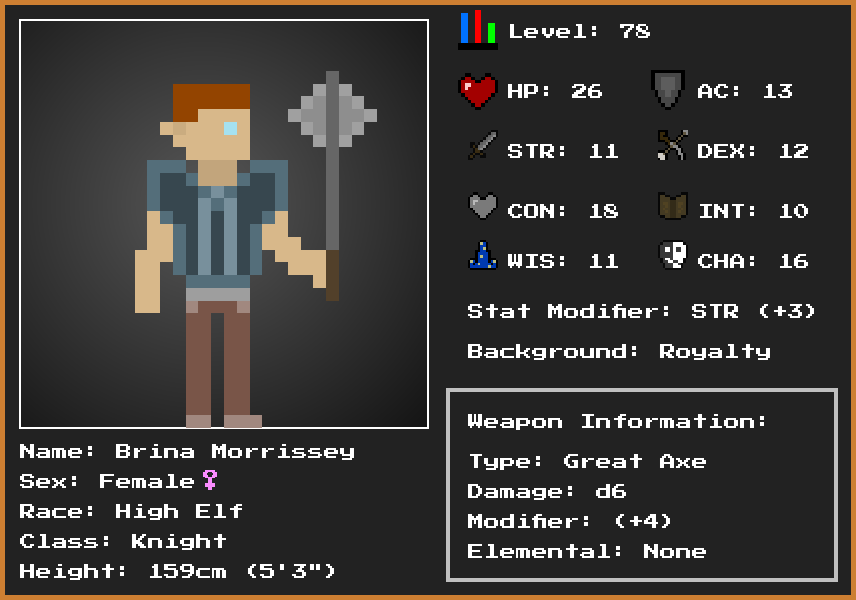 Level: 78
HP: 26 AC: 13
STR: 11 DEX: 12
CON: 18 INT: 10
WIS: 11 CHA: 16
Stat Modifier: STR (+3)
Background: Royalty
Weapon Information:
Type: Great Axe
Damage: d6
Modifier: (+4)
Elemental: None
Name: Brina Morrissey
Sex: Female♀
Race: High Elf
Class: Knight
Height: 159cm (5'3")